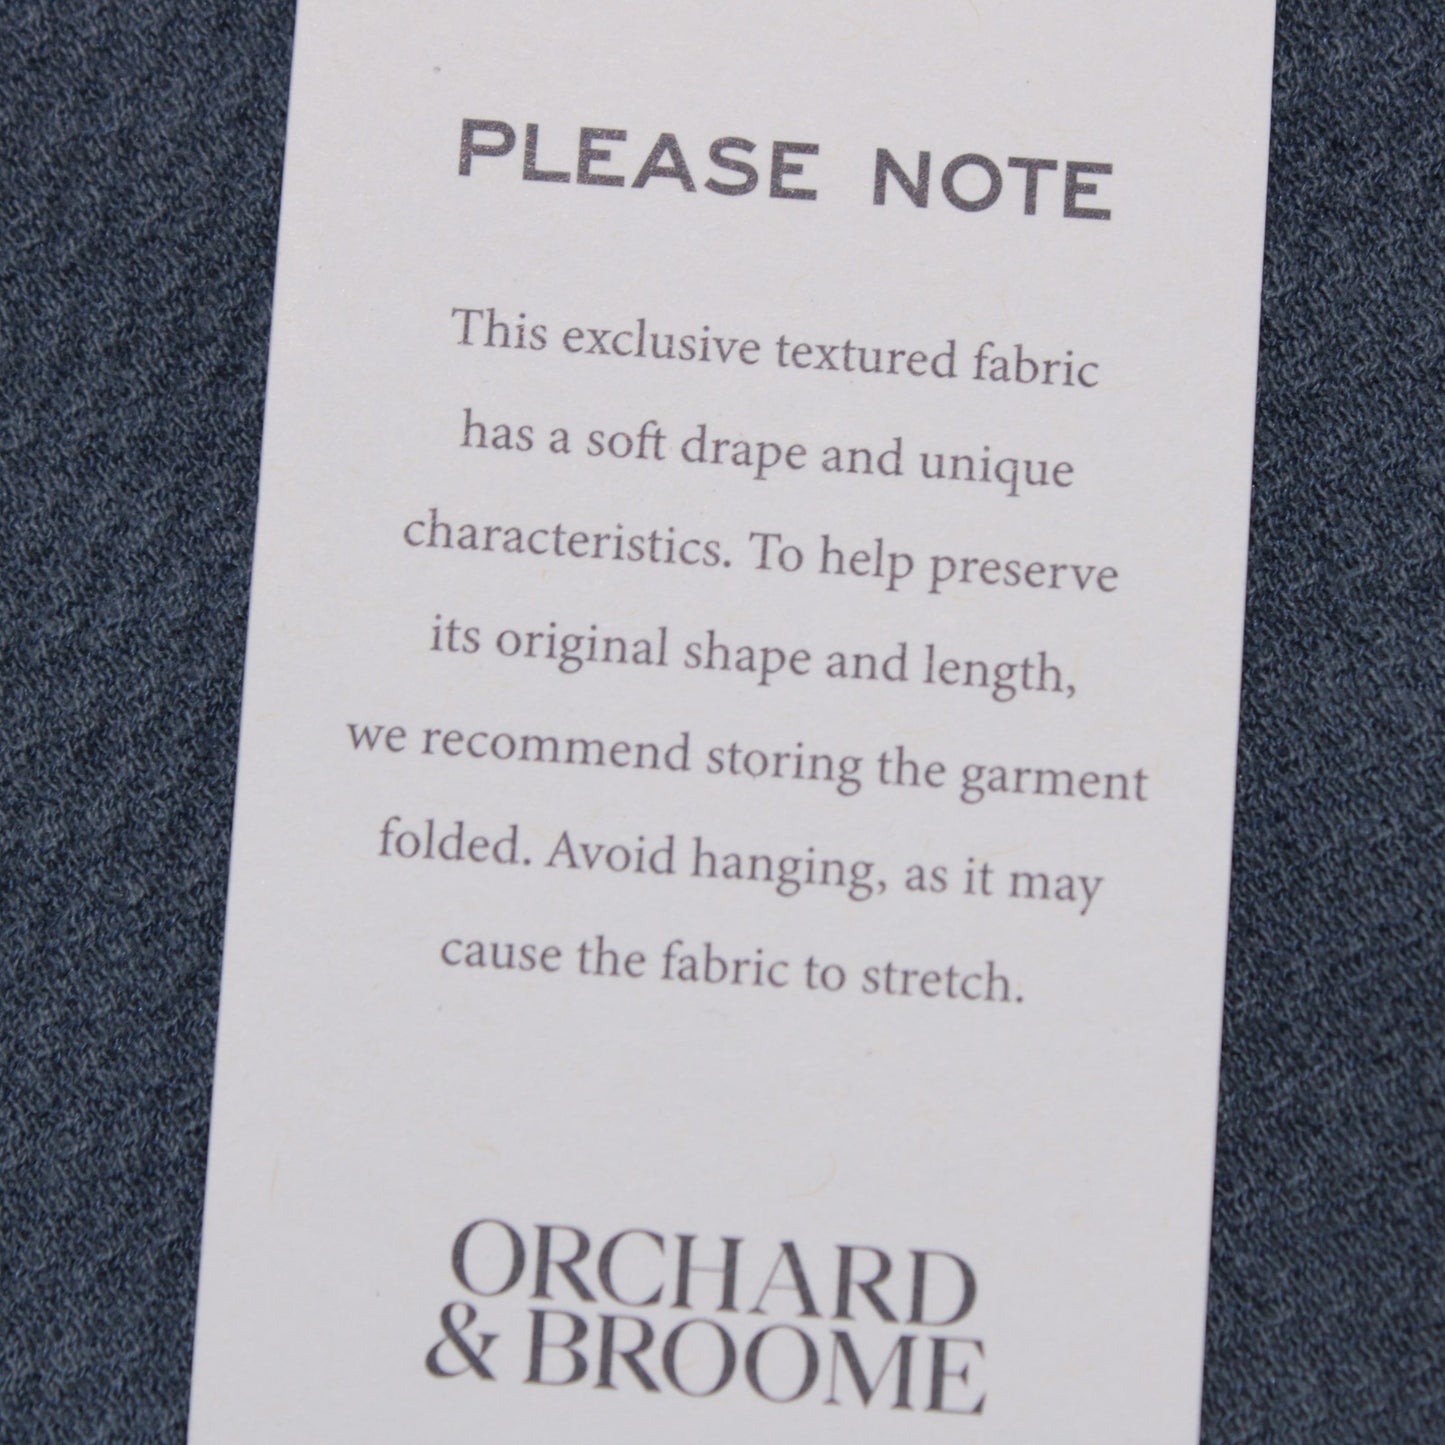 PLEASE NOTE
This exclusive textured fabric
has a soft drape and unique
characteristics. To help preserve
its original shape and length,
we recommend storing the garment
folded. Avoid hanging, as it may
cause the fabric to stretch.
ORCHARD
& BROOME